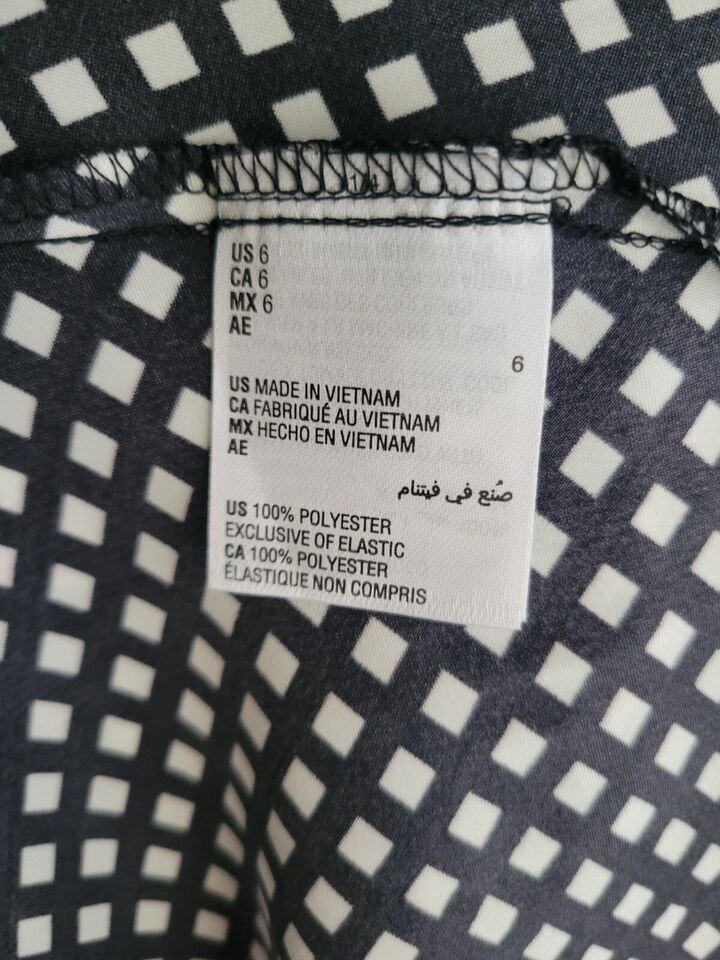 US 6
CA 6
MX 6
AE
6
US MADE IN VIETNAM
CA FABRIQUÉ AU VIETNAM
MX HECHO EN VIETNAM
AE
صُنع في فيتنام
US 100% POLYESTER
EXCLUSIVE OF ELASTIC
CA 100% POLYESTER
ÉLASTIQUE NON COMPRIS